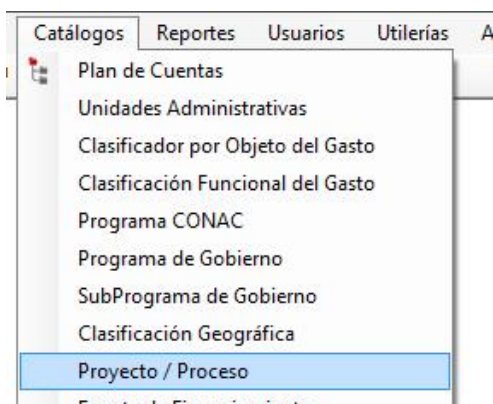 Catálogos Reportes Usuarios Utilerías A
Plan de Cuentas
Unidades Administrativas
Clasificador por Objeto del Gasto
Clasificación Funcional del Gasto
Programa CONAC
Programa de Gobierno
SubPrograma de Gobierno
Clasificación Geográfica
Proyecto / Proceso